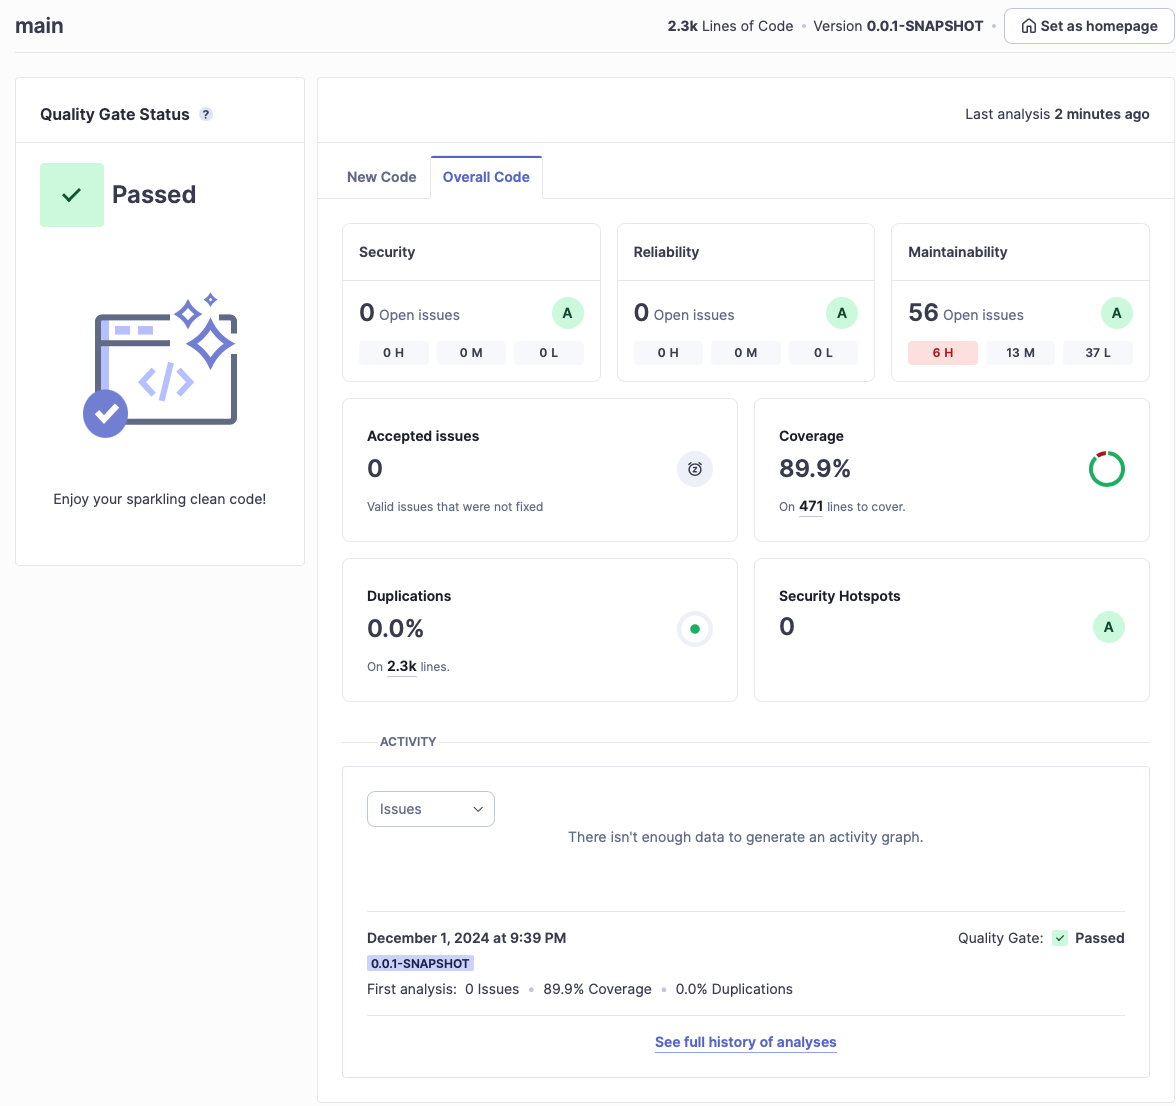 main
2.3k Lines of Code • Version 0.0.1-SNAPSHOT • Set as homepage
Quality Gate Status ?
Passed
</>
Enjoy your sparkling clean code!
Last analysis 2 minutes ago
New Code
Overall Code
Security
0 Open issues A
0 H 0 M 0 L
Reliability
0 Open issues A
0 H 0 M 0 L
Maintainability
56 Open issues A
6 H 13 M 37 L
Accepted issues
0
Valid issues that were not fixed
Coverage
89.9%
On 471 lines to cover.
Duplications
0.0%
On 2.3k lines.
Security Hotspots
0 A
ACTIVITY
Issues
There isn't enough data to generate an activity graph.
December 1, 2024 at 9:39 PM
Quality Gate: Passed
0.0.1-SNAPSHOT
First analysis: 0 Issues • 89.9% Coverage • 0.0% Duplications
See full history of analyses